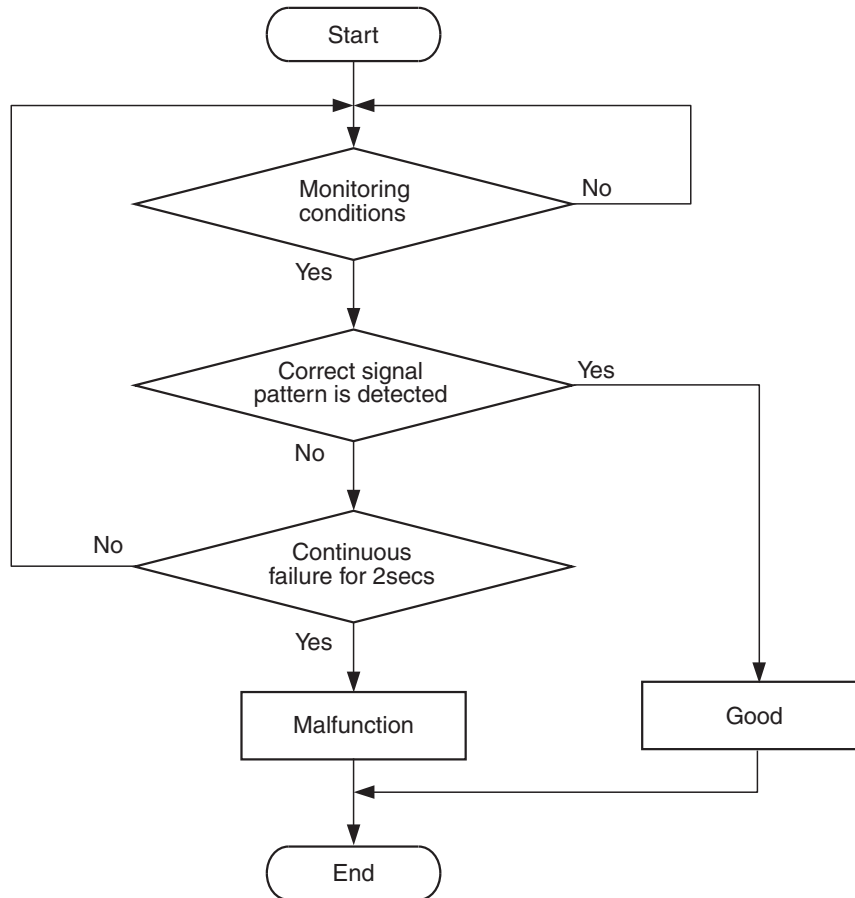 Start
Monitoring
conditions
No
Yes
Correct signal
pattern is detected
Yes
No
No
Continuous
failure for 2secs
Yes
Malfunction
Good
End